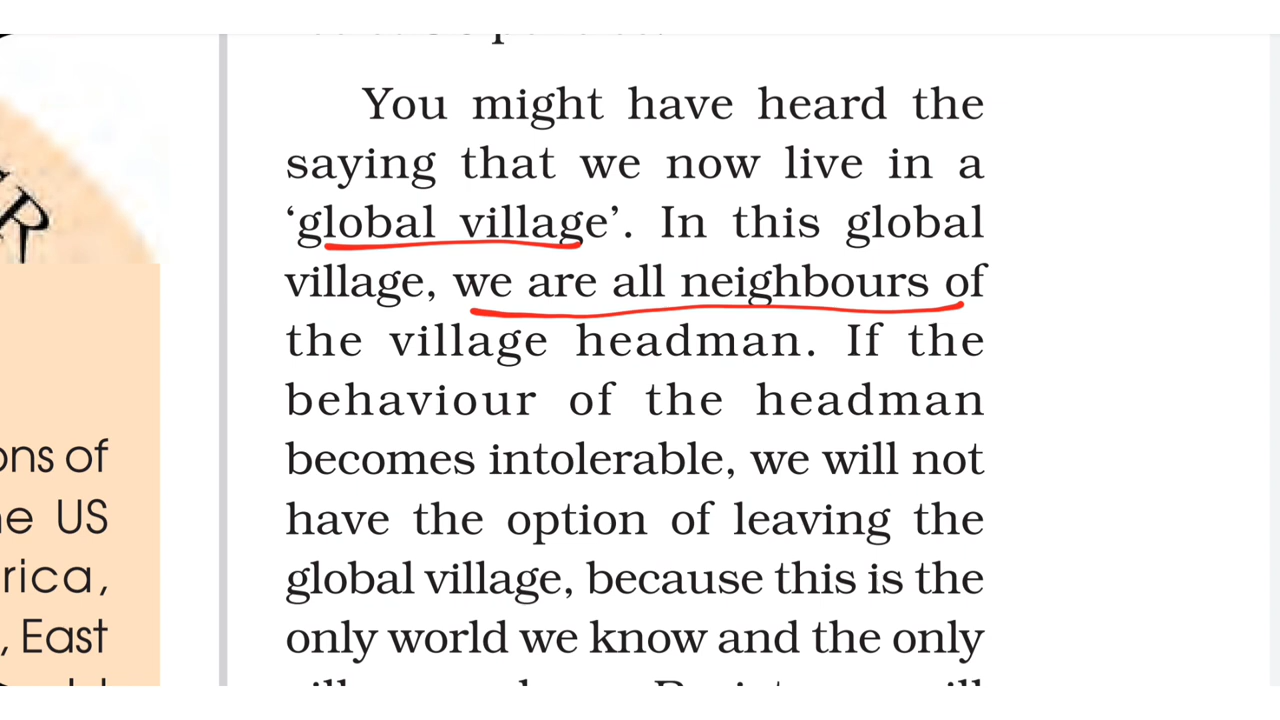 You might have heard the
saying that we now live in a
‘global village’. In this global
village, we are all neighbours of
the village headman. If the
behaviour of the headman
becomes intolerable, we will not
have the option of leaving the
global village, because this is the
only world we know and the only
R
ons of
US
rica,
, East